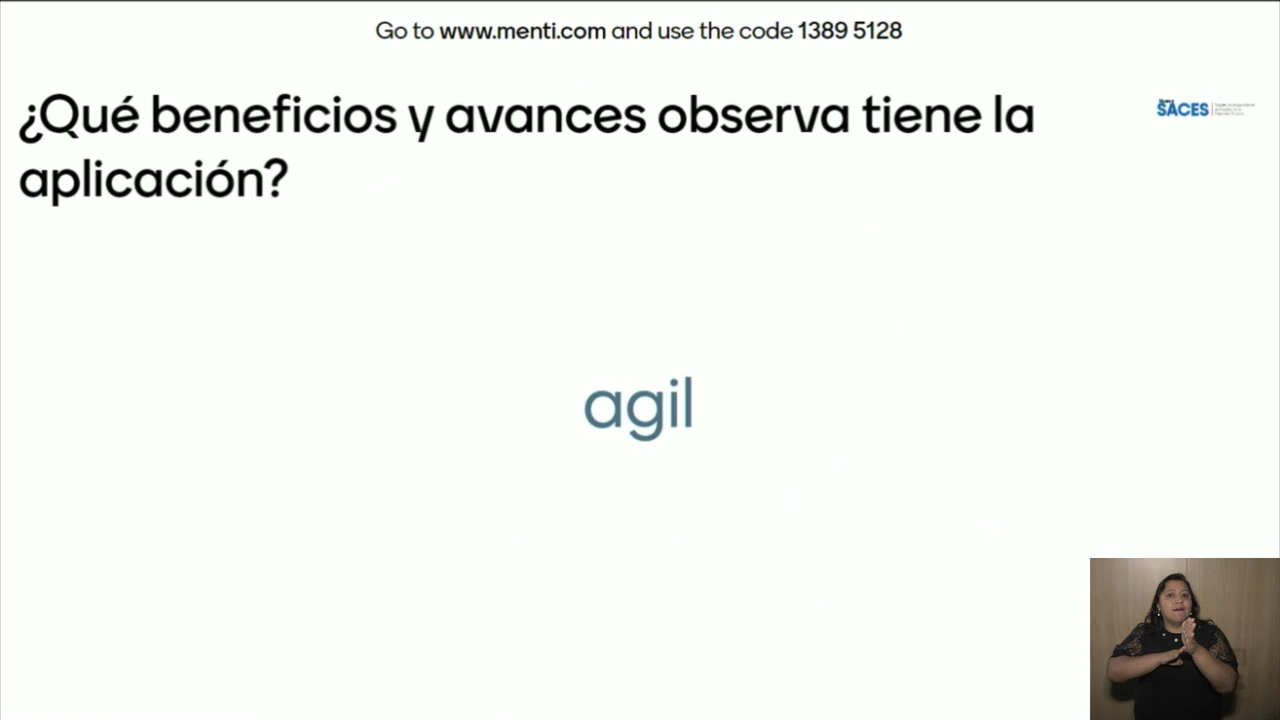 Go to www.menti.com and use the code 1389 5128
¿Qué beneficios y avances observa tiene la
aplicación?
SACES
agil